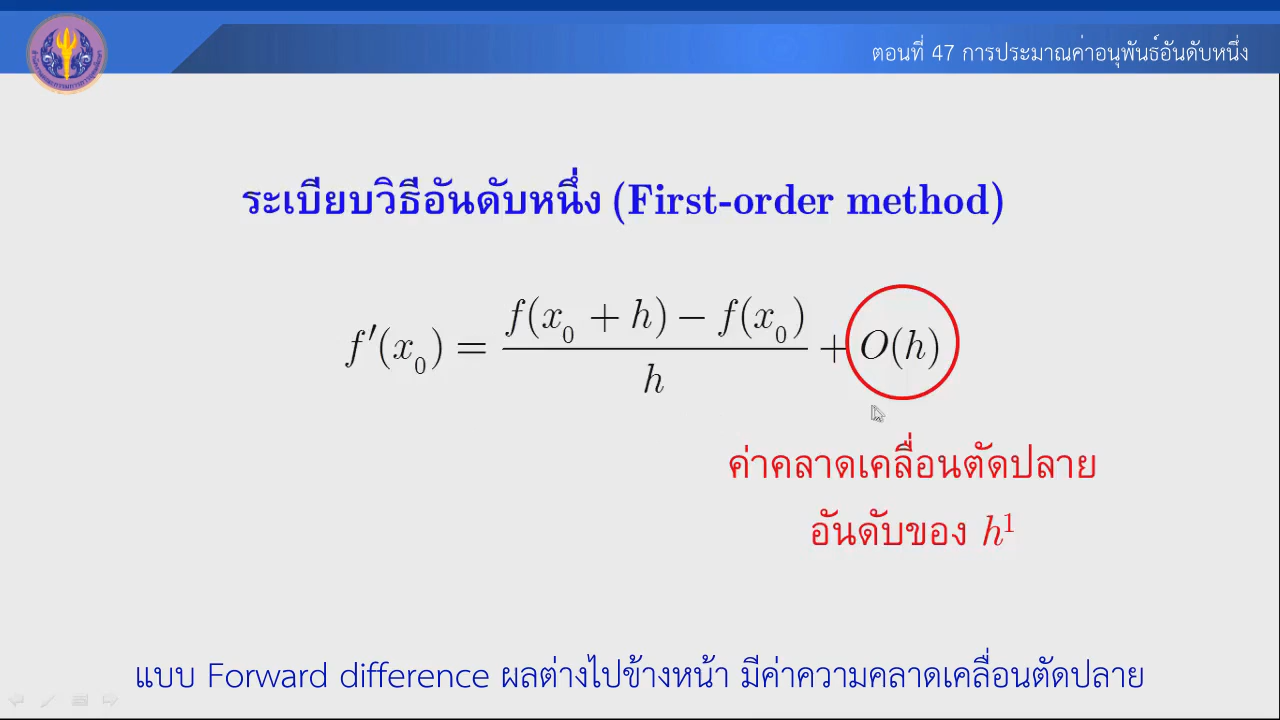 ตอนที่ 47 การประมาณค่าอนุพันธ์อันดับหนึ่ง
ระเบียบวิธีอันดับหนึ่ง (First-order method)
f′(x₀) = (f(x₀ + h) − f(x₀)) / h + O(h)
ค่าคลาดเคลื่อนตัดปลาย
อันดับของ h¹
แบบ Forward difference ผลต่างไปข้างหน้า มีค่าความคลาดเคลื่อนตัดปลาย